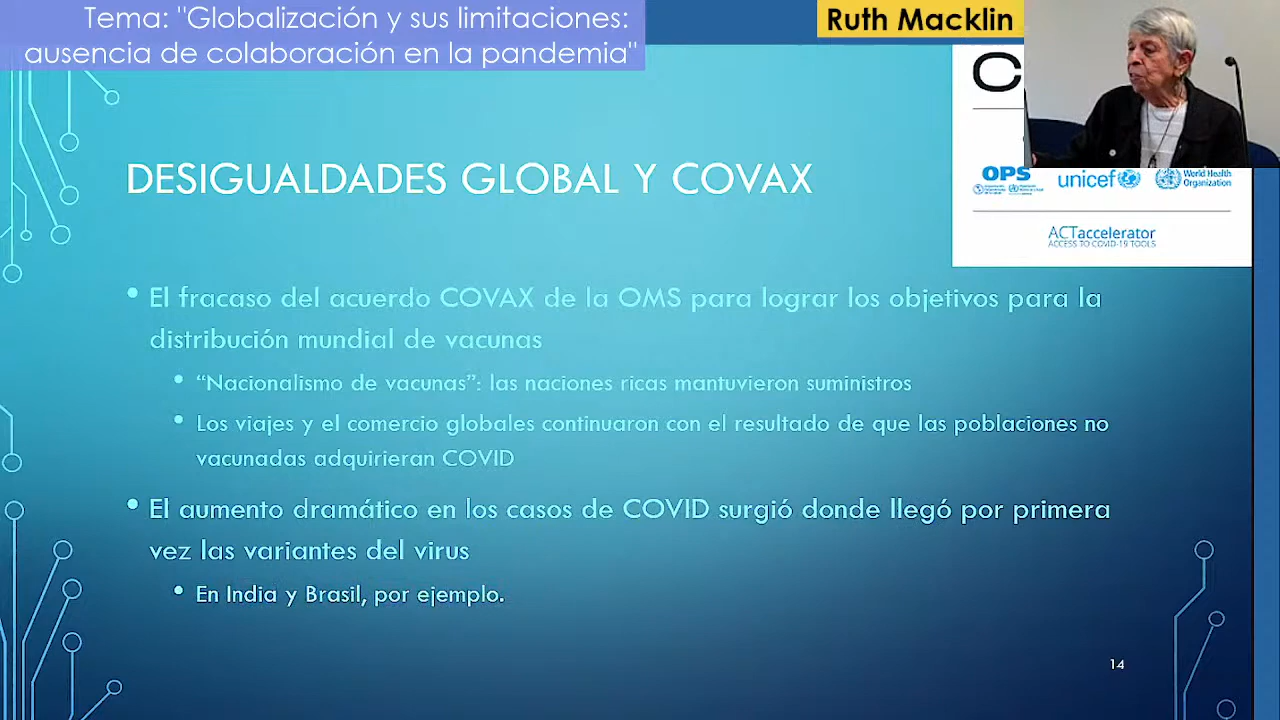 Tema: "Globalización y sus limitaciones:
ausencia de colaboración en la pandemia"
Ruth Macklin
C
DESIGUALDADES GLOBAL Y COVAX
OPS
unicef
World Health
Organization
ACTaccelerator
ACCESS TO COVID-19 TOOLS
• El fracaso del acuerdo COVAX de la OMS para lograr los objetivos para la
distribución mundial de vacunas
• “Nacionalismo de vacunas”: las naciones ricas mantuvieron suministros
• Los viajes y el comercio globales continuaron con el resultado de que las poblaciones no
vacunadas adquirieran COVID
• El aumento dramático en los casos de COVID surgió donde llegó por primera
vez las variantes del virus
• En India y Brasil, por ejemplo.
14